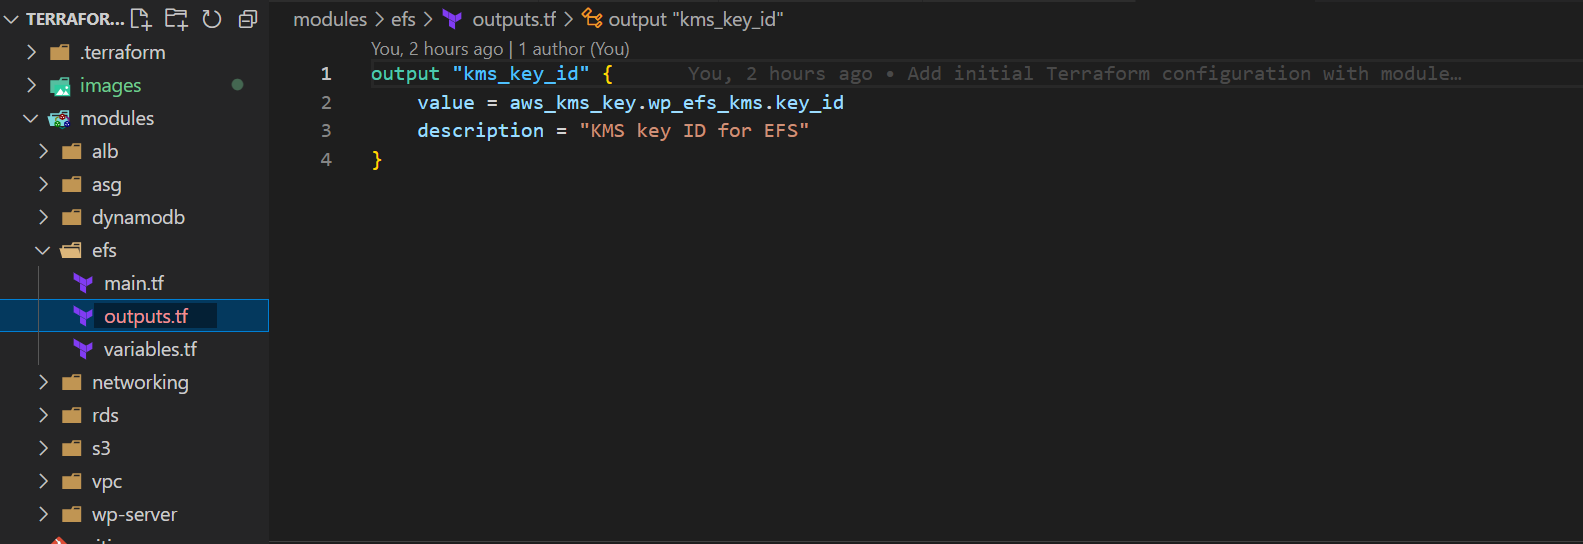 TERRAFOR...
.terraform
images
modules
alb
asg
dynamodb
efs
main.tf
outputs.tf
variables.tf
networking
rds
s3
vpc
wp-server
modules > efs > outputs.tf > output "kms_key_id"
You, 2 hours ago | 1 author (You)
1 output "kms_key_id" { You, 2 hours ago • Add initial Terraform configuration with module…
2 value = aws_kms_key.wp_efs_kms.key_id
3 description = "KMS key ID for EFS"
4 }